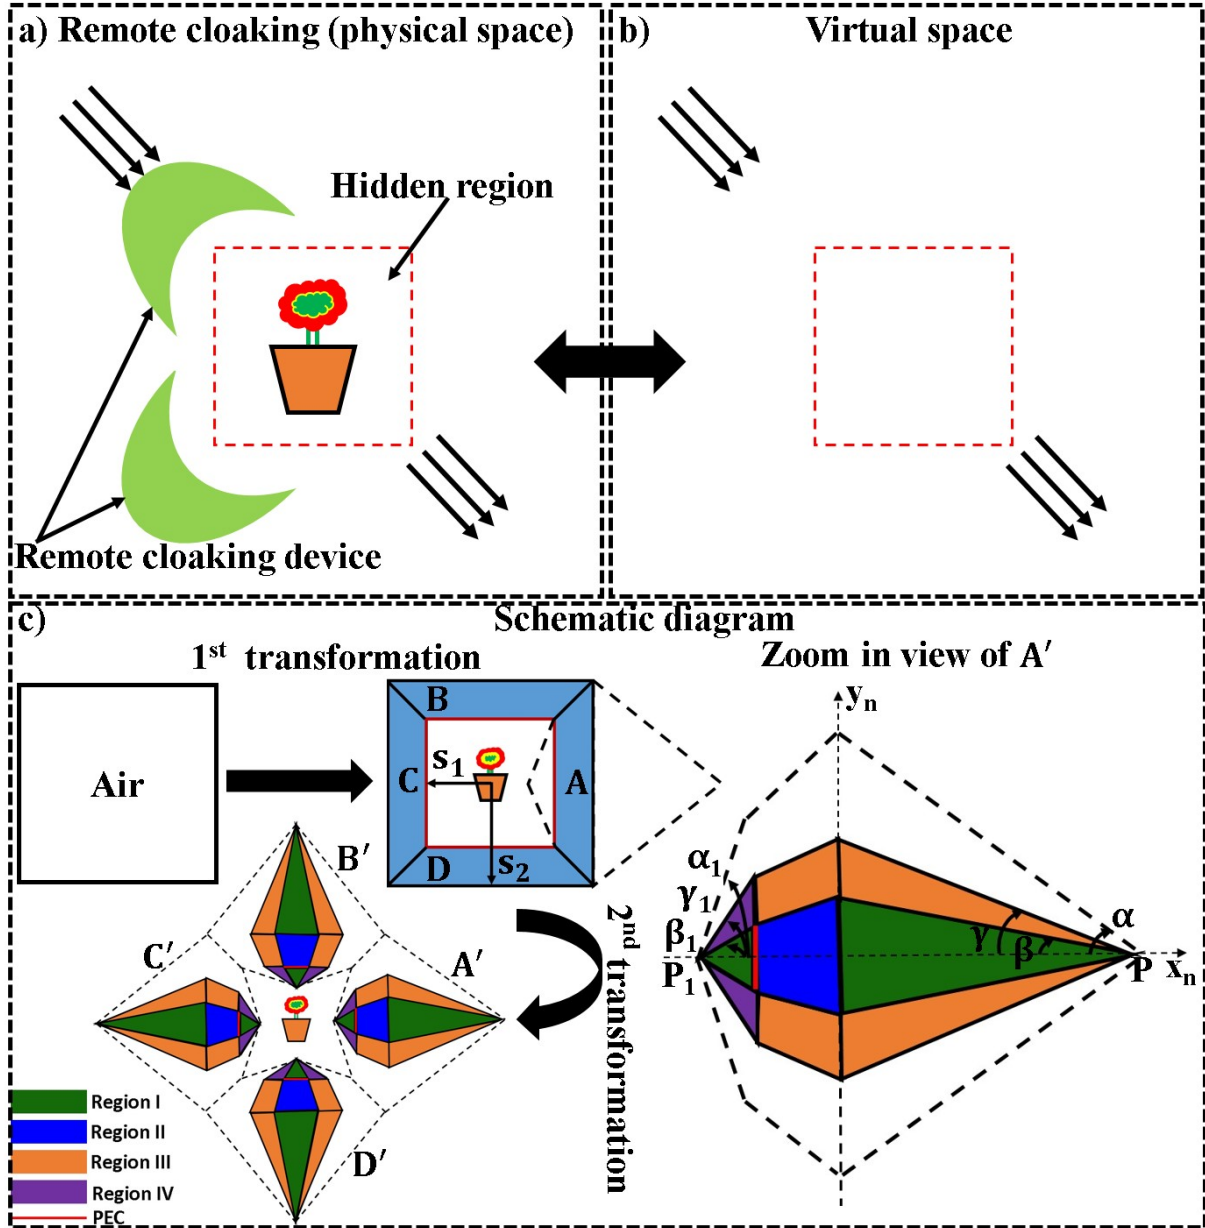 a) Remote cloaking (physical space)
b) Virtual space
Hidden region
Remote cloaking device
c) Schematic diagram
1st transformation
Zoom in view of A′
Air
B
C
A
D
s₁
s₂
2nd transformation
B′
C′
A′
D′
Region I
Region II
Region III
Region IV
PEC
yₙ
xₙ
α₁
γ₁
β₁
P₁
γ
β
α
P